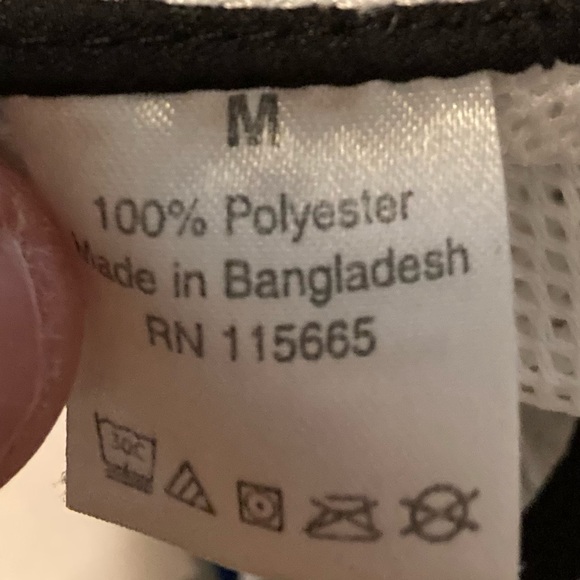 M
100% Polyester
Made in Bangladesh
RN 115665
30C